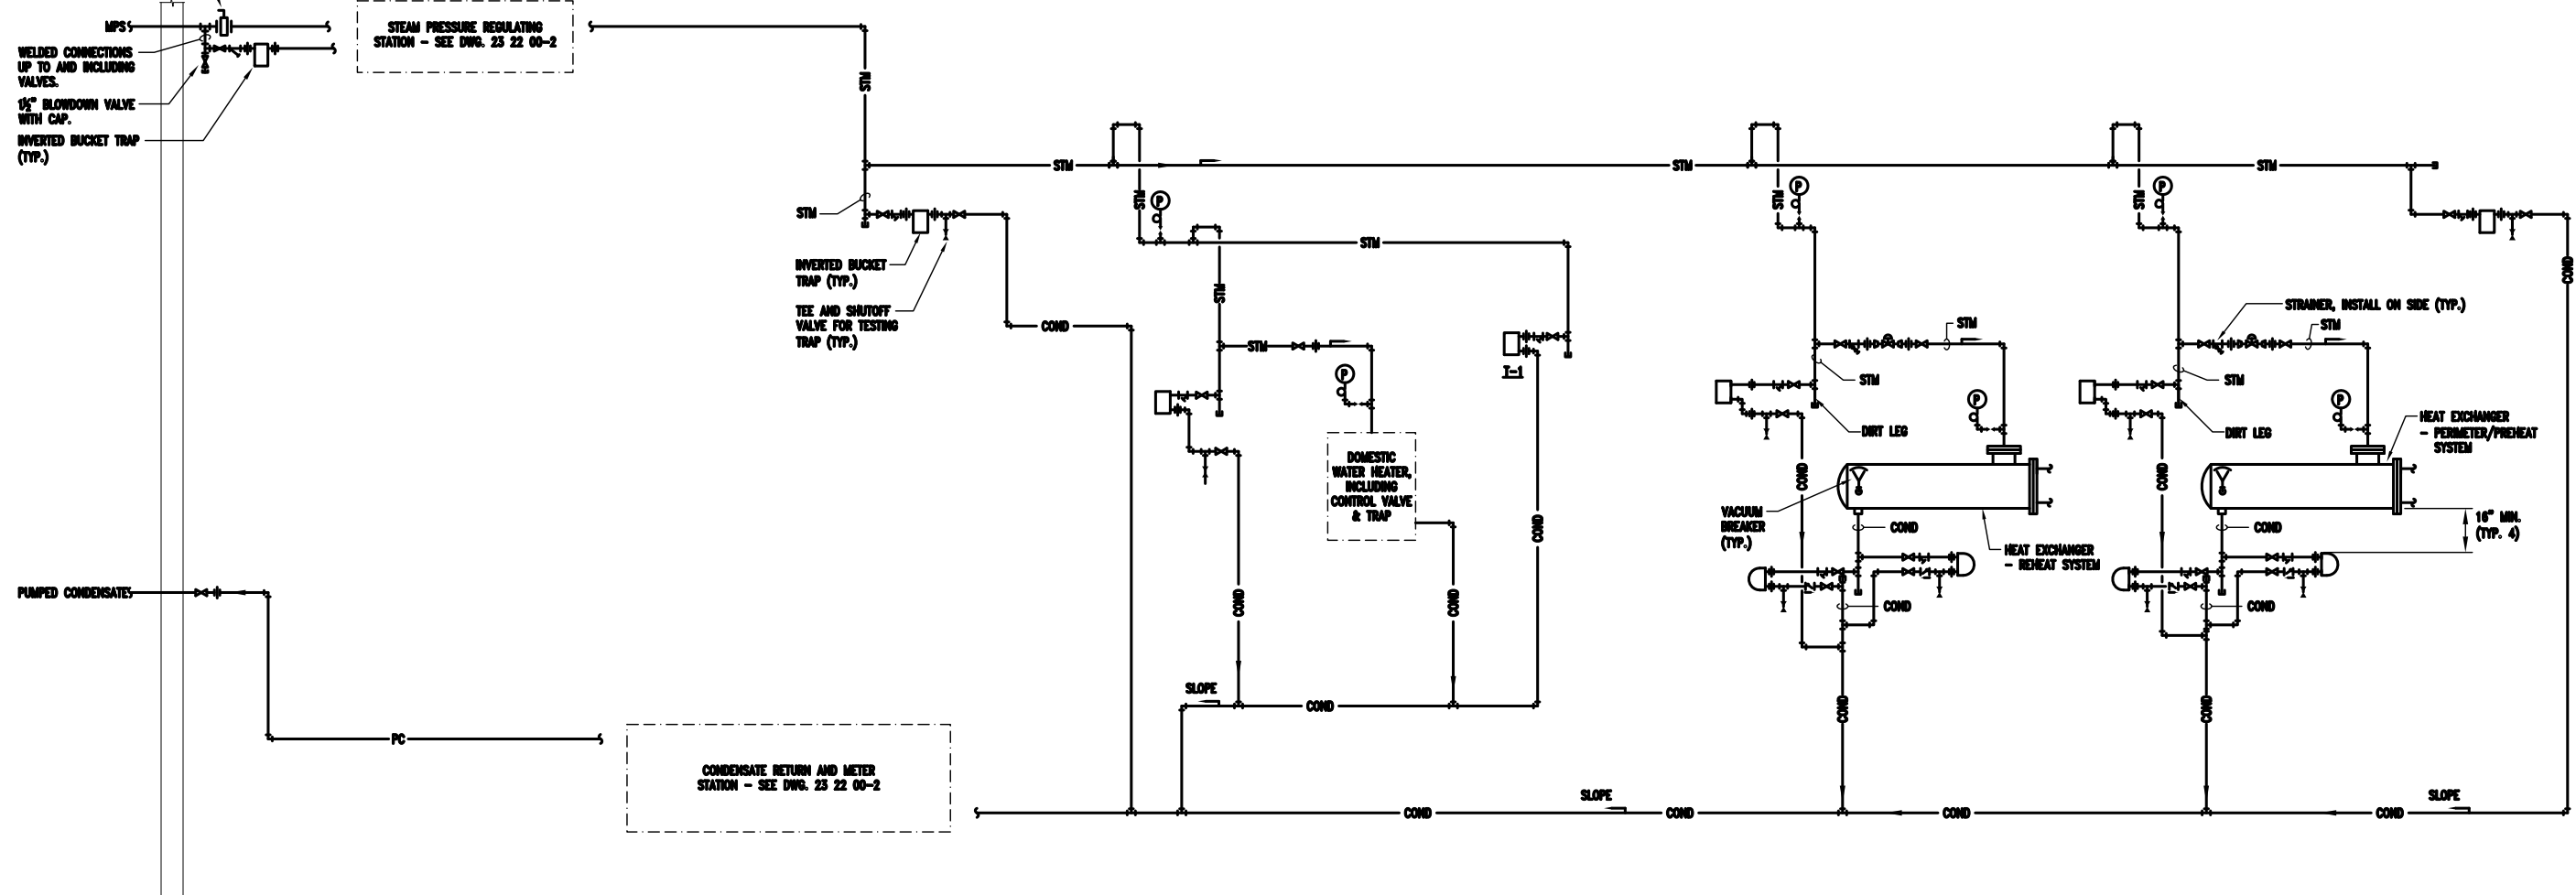 MPS
WELDED CONNECTIONS
UP TO AND INCLUDING
VALVES.
1½" BLOWDOWN VALVE
WITH CAP.
INVERTED BUCKET TRAP
(TYP.)
STEAM PRESSURE REGULATING
STATION - SEE DWG. 23 22 00-2
STM
STM
STM
STM
STM
INVERTED BUCKET
TRAP (TYP.)
TEE AND SHUTOFF
VALVE FOR TESTING
TRAP (TYP.)
COND
STM
P
STM
STM
STM
P
T-1
DOMESTIC
WATER HEATER,
INCLUDING
CONTROL VALVE
& TRAP
COND
COND
COND
SLOPE
COND
STM
P
STM
P
STM
STM
DIRT LEG
P
COND
VACUUM
BREAKER
(TYP.)
COND
HEAT EXCHANGER
- REHEAT SYSTEM
COND
COND
STRAINER, INSTALL ON SIDE (TYP.)
STM
STM
DIRT LEG
P
HEAT EXCHANGER
- PERIMETER/PREHEAT
SYSTEM
COND
COND
16" MIN.
(TYP. 4)
COND
COND
COND
PUMPED CONDENSATE
PC
CONDENSATE RETURN AND METER
STATION - SEE DWG. 23 22 00-2
COND
SLOPE
COND
COND
SLOPE
COND